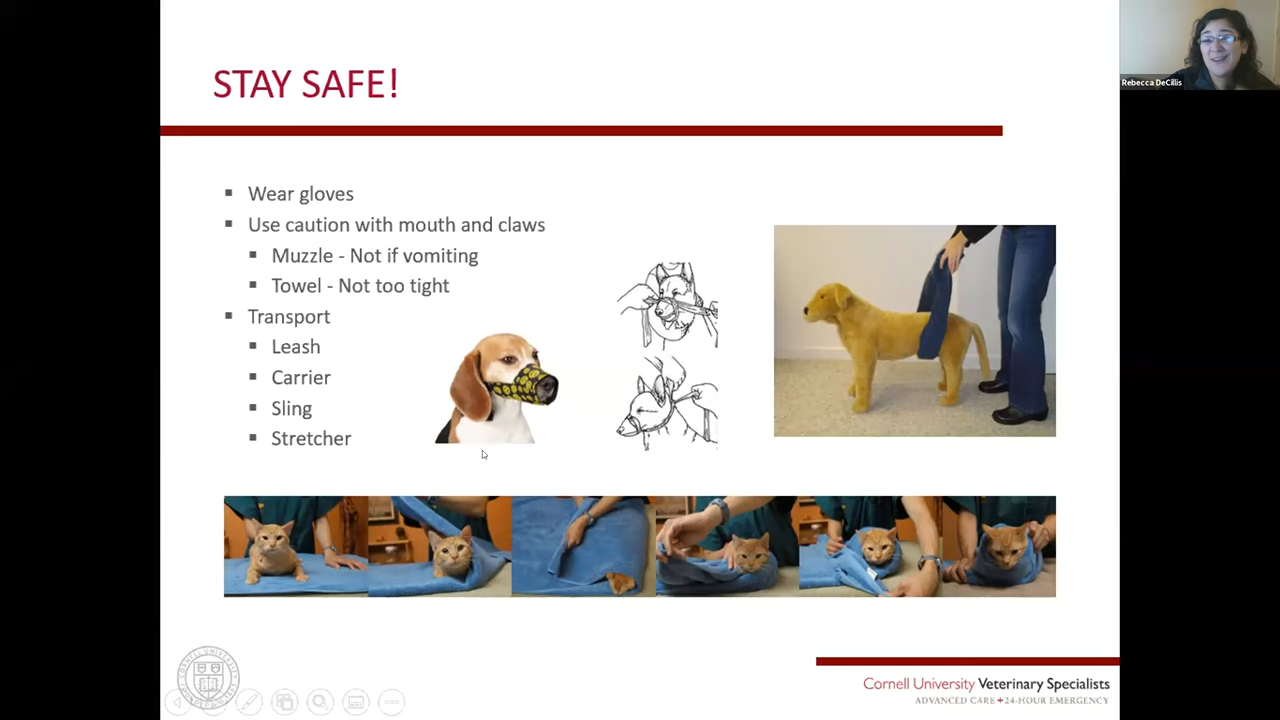 STAY SAFE!
Rebecca DeCillis
Wear gloves
Use caution with mouth and claws
Muzzle - Not if vomiting
Towel - Not too tight
Transport
Leash
Carrier
Sling
Stretcher
Cornell University Veterinary Specialists
ADVANCED CARE + 24-HOUR EMERGENCY